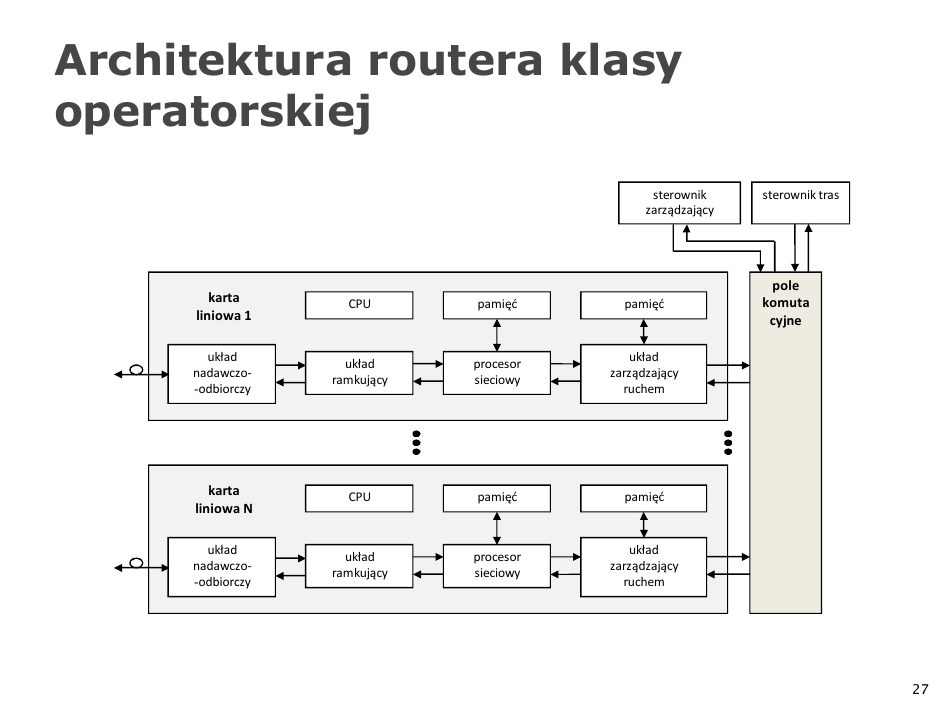 Architektura routera klasy
operatorskiej
sterownik
zarządzający
sterownik tras
pole
komuta
cyjne
karta
liniowa 1
CPU
pamięć
pamięć
układ
nadawczo-
-odbiorczy
układ
ramkujący
procesor
sieciowy
układ
zarządzający
ruchem
karta
liniowa N
CPU
pamięć
pamięć
układ
nadawczo-
-odbiorczy
układ
ramkujący
procesor
sieciowy
układ
zarządzający
ruchem
27